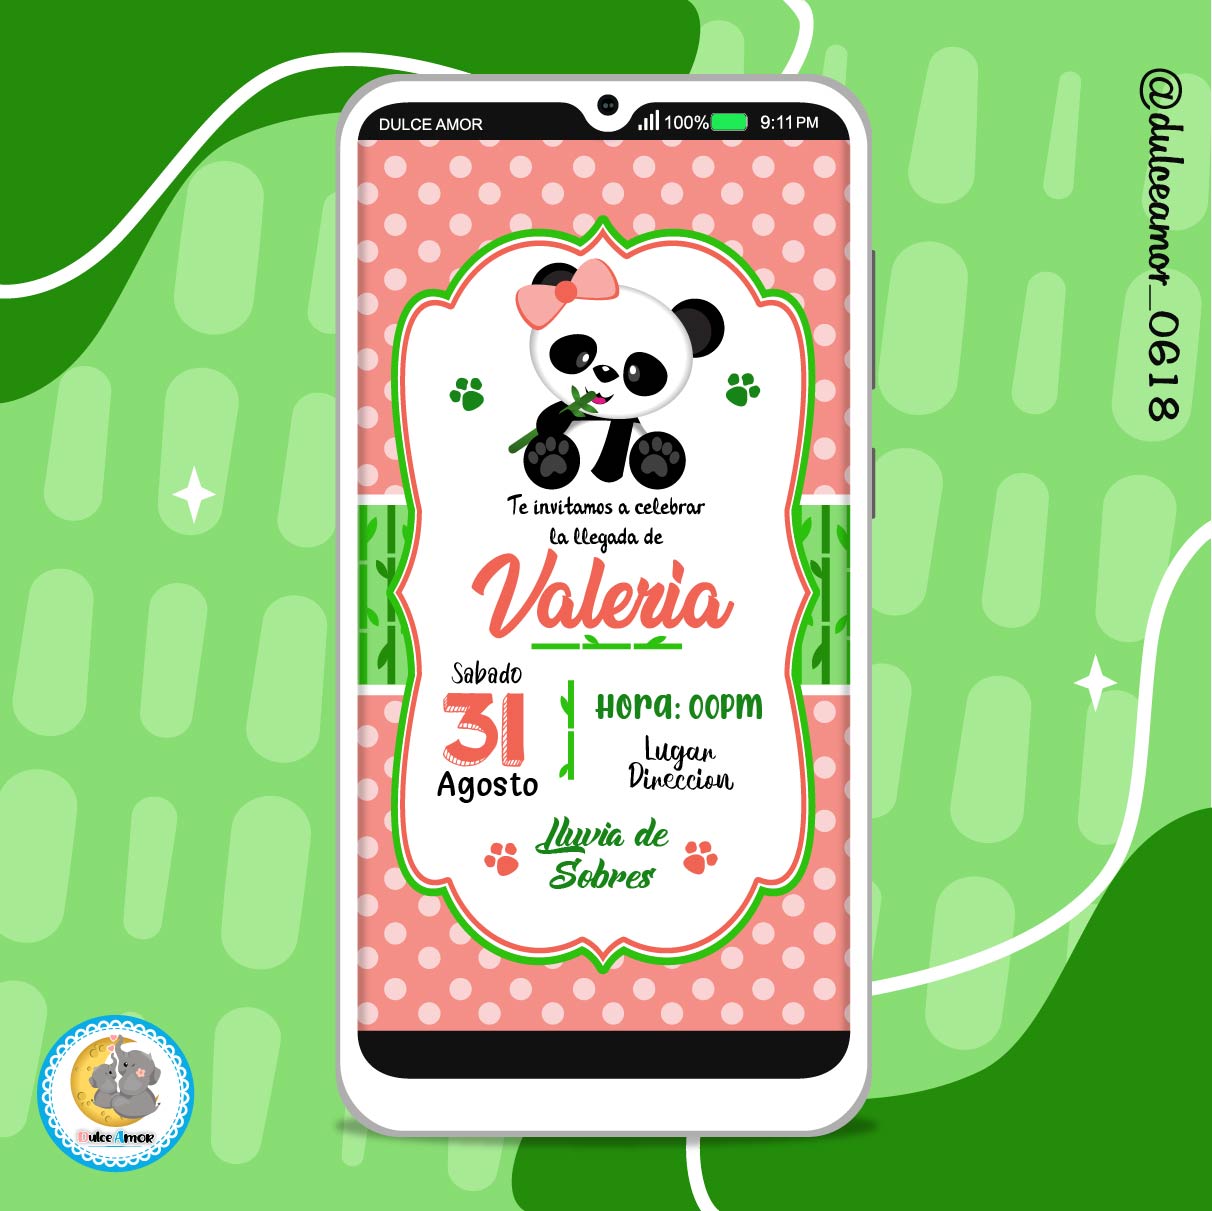 DULCE AMOR 100% 9:11 PM
@dulceamor_0618
Te invitamos a celebrar
la llegada de
Valeria
Sabado
31
Agosto
Hora: 00PM
Lugar
Direccion
Lluvia de
Sobres
Dulce Amor